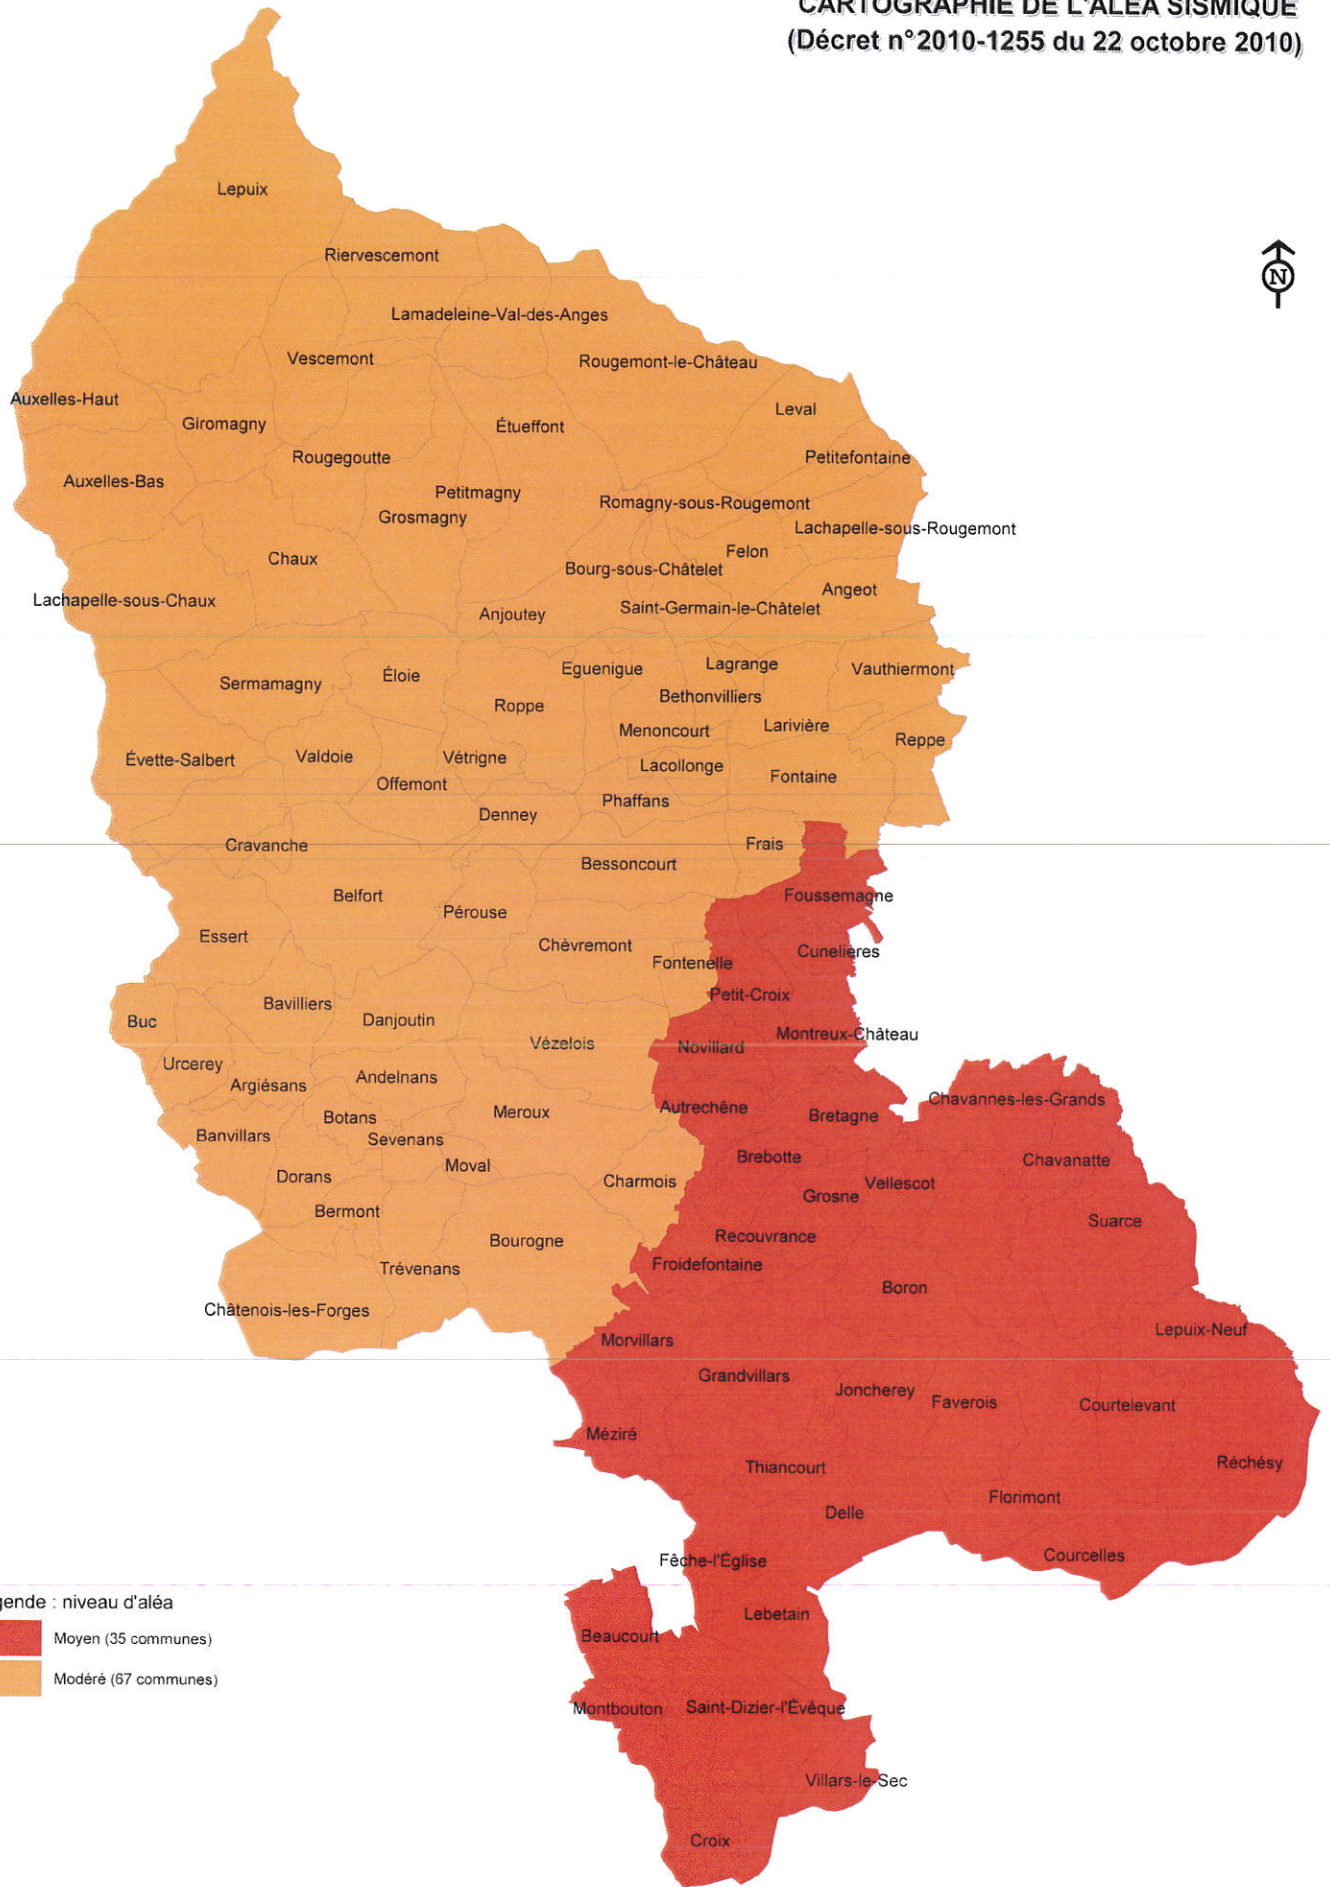 CARTOGRAPHIE DE L'ALEA SISMIQUE
(Décret n°2010-1255 du 22 octobre 2010)
Lepuix
N
Riervescemont
Lamadeleine-Val-des-Anges
Vescemont
Rougemont-le-Château
Auxelles-Haut
Leval
Giromagny
Étueffont
Rougegoutte
Petitefontaine
Auxelles-Bas
Petitmagny
Romagny-sous-Rougemont
Grosmagny
Lachapelle-sous-Rougemont
Felon
Chaux
Bourg-sous-Châtelet
Angeot
Lachapelle-sous-Chaux
Saint-Germain-le-Châtelet
Anjoutey
Lagrange
Eguenigue
Vauthiermont
Éloie
Sermamagny
Bethonvilliers
Roppe
Larivière
Menoncourt
Reppe
Valdoie
Vétrigne
Évette-Salbert
Lacollonge
Fontaine
Offemont
Phaffans
Denney
Frais
Cravanche
Bessoncourt
Belfort
Foussemagne
Pérouse
Essert
Chèvremont
Cunelières
Fontenelle
Petit-Croix
Bavilliers
Danjoutin
Buc
Montreux-Château
Vézelois
Novillard
Urcerey
Andelnans
Argiésans
Chavannes-les-Grands
Autrechêne
Meroux
Bretagne
Botans
Banvillars
Sevenans
Brebotte
Chavanatte
Moval
Dorans
Charmois
Vellescot
Grosne
Bermont
Suarce
Recouvrance
Bourogne
Froidefontaine
Trévenans
Boron
Châtenois-les-Forges
Lepuix-Neuf
Morvillars
Grandvillars
Joncherey
Faverois
Courtelevant
Méziré
Réchésy
Thiancourt
Florimont
Delle
Courcelles
Fêche-l'Église
gende : niveau d'aléa
Lebetain
Beaucourt
Moyen (35 communes)
Modéré (67 communes)
Montbouton
Saint-Dizier-l'Évêque
Villars-le-Sec
Croix